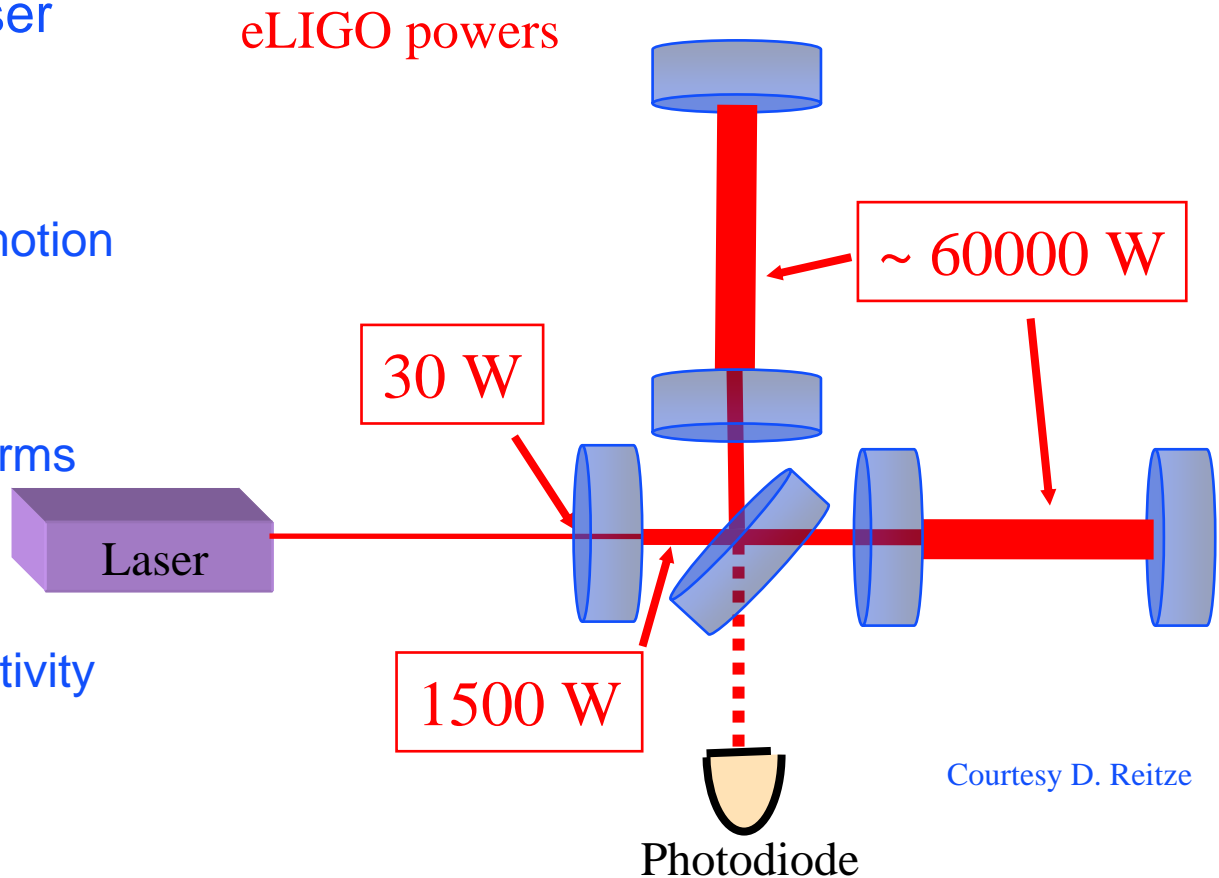 ser
eLIGO powers
notion
~ 60000 W
30 W
rms
Laser
tivity
1500 W
Courtesy D. Reitze
Photodiode